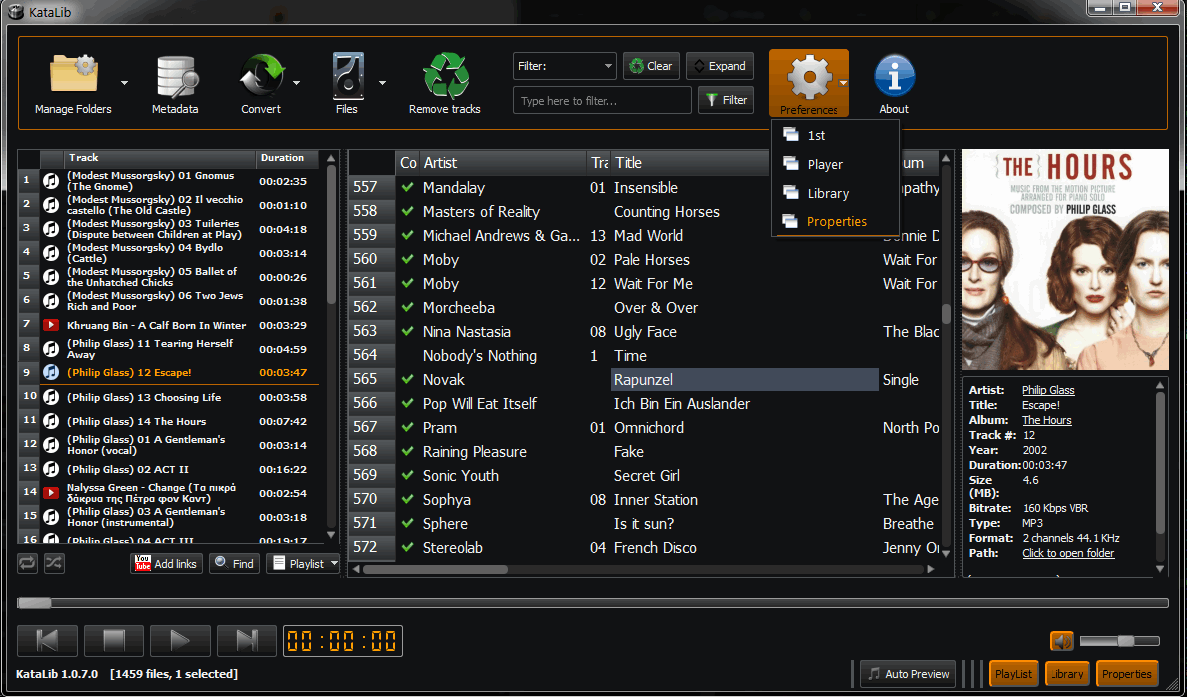 KataLib
Manage Folders
Metadata
Convert
Files
Remove tracks
Filter:
Clear
Expand
Type here to filter...
Filter
Preferences
About
1st
Player
Library
Properties
Track Duration
1 (Modest Mussorgsky) 01 Gnomus
(The Gnome) 00:02:35
2 (Modest Mussorgsky) 02 Il vecchio
castello (The Old Castle) 00:01:10
3 (Modest Mussorgsky) 03 Tuileries
(Dispute between Children at Play) 00:04:18
4 (Modest Mussorgsky) 04 Bydlo
(Cattle) 00:03:14
5 (Modest Mussorgsky) 05 Ballet of
the Unhatched Chicks 00:00:26
6 (Modest Mussorgsky) 06 Two Jews
Rich and Poor 00:01:38
7 Khruang Bin - A Calf Born In Winter 00:03:29
8 (Philip Glass) 11 Tearing Herself
Away 00:04:59
9 (Philip Glass) 12 Escape! 00:03:47
10 (Philip Glass) 13 Choosing Life 00:03:58
11 (Philip Glass) 14 The Hours 00:07:42
12 (Philip Glass) 01 A Gentleman's
Honor (vocal) 00:03:14
13 (Philip Glass) 02 ACT II 00:16:22
14 Nalyssa Green - Change (Τα πικρά
δάκρυα της Πέτρα φον Καντ) 00:02:54
15 (Philip Glass) 03 A Gentleman's
Honor (instrumental) 00:03:18
16 (Philip Glass) 04 ACT III 00:19:17
You Tube Add links
Find
Playlist
Co Artist Tra Title um
557 Mandalay 01 Insensible pathy
558 Masters of Reality Counting Horses
559 Michael Andrews & Ga... 13 Mad World Donnie D
560 Moby 02 Pale Horses Wait For
561 Moby 12 Wait For Me Wait For
562 Morcheeba Over & Over
563 Nina Nastasia 08 Ugly Face The Blac
564 Nobody's Nothing 1 Time
565 Novak Rapunzel Single
566 Pop Will Eat Itself Ich Bin Ein Auslander
567 Pram 01 Omnichord North Po
568 Raining Pleasure Fake
569 Sonic Youth Secret Girl
570 Sophya 08 Inner Station The Age
571 Sphere Is it sun? Breathe
572 Stereolab 04 French Disco Jenny O
THE HOURS
MUSIC FROM THE MOTION PICTURE
ARRANGED FOR PIANO SOLO
COMPOSED BY PHILIP GLASS
Artist: Philip Glass
Title: Escape!
Album: The Hours
Track #: 12
Year: 2002
Duration: 00:03:47
Size
(MB): 4.6
Bitrate: 160 Kbps VBR
Type: MP3
Format: 2 channels 44.1 KHz
Path: Click to open folder
00:00:00
KataLib 1.0.7.0 [1459 files, 1 selected]
Auto Preview
PlayList
Library
Properties